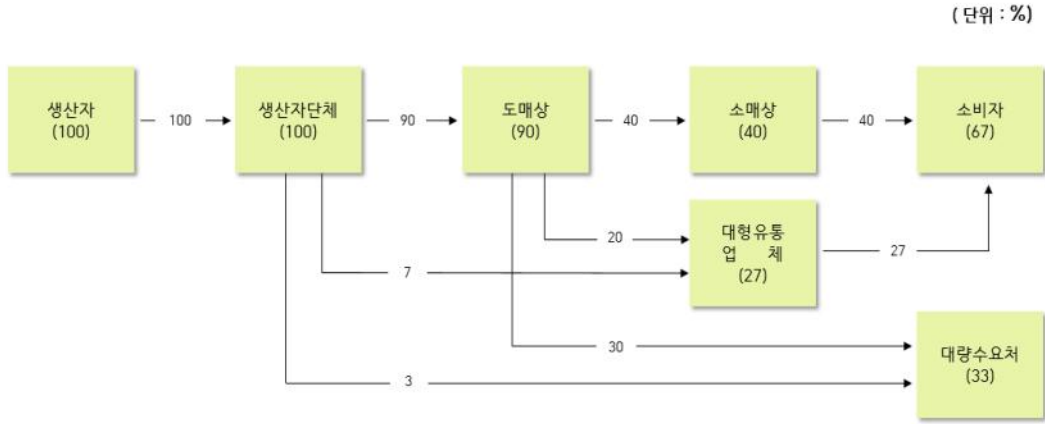 ( 단위 : %)
생산자
(100)
100
생산자단체
(100)
90
도매상
(90)
40
소매상
(40)
40
소비자
(67)
20
대형유통
업 체
(27)
27
7
30
대량수요처
(33)
3